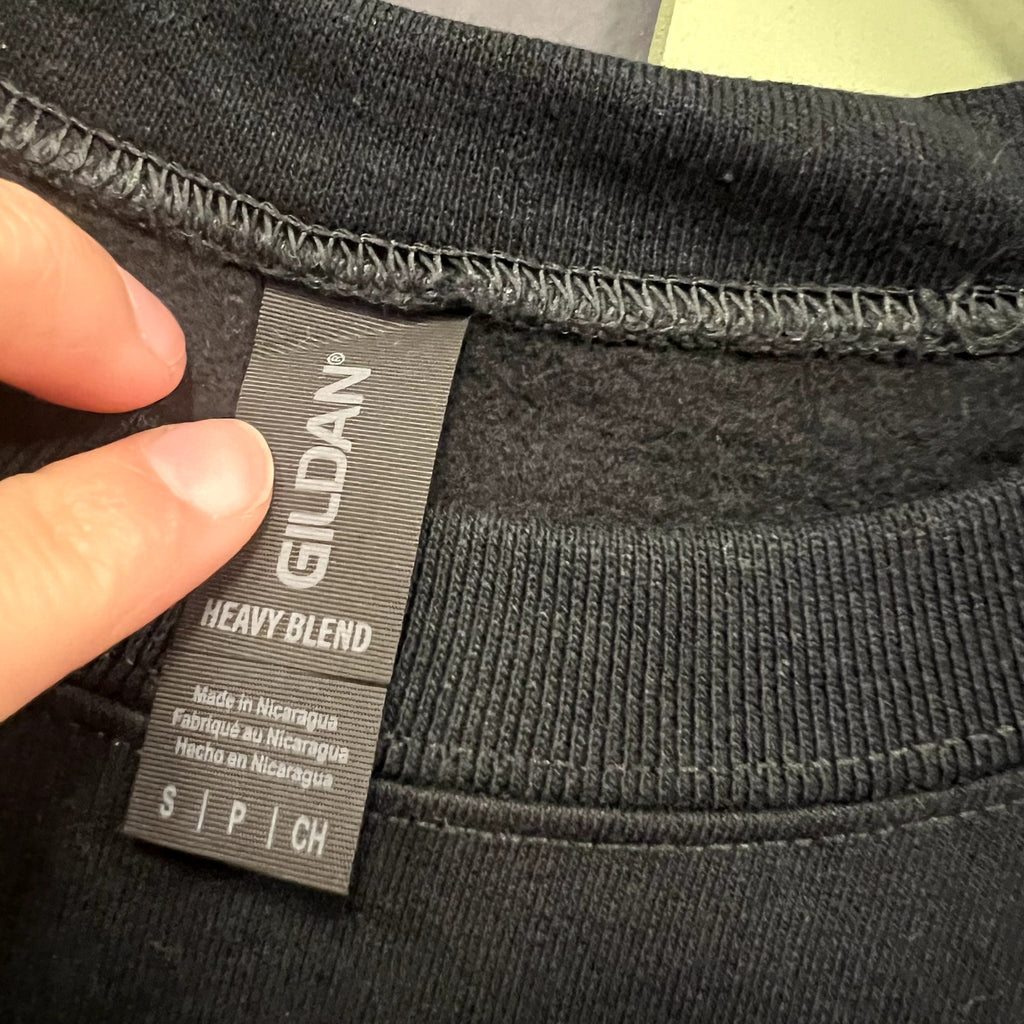 GILDAN®
HEAVY BLEND
Made in Nicaragua
Fabriqué au Nicaragua
Hecho en Nicaragua
S | P | CH